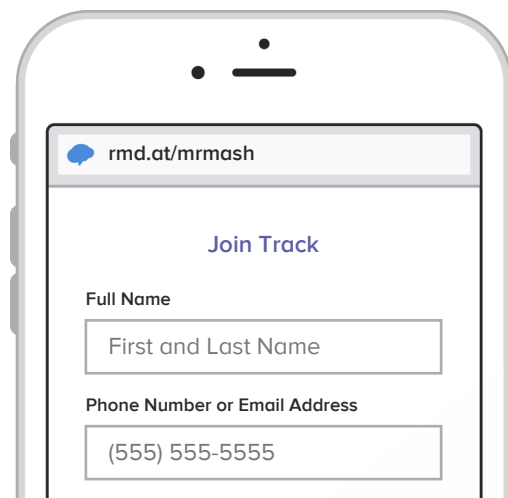 rmd.at/mrmash
Join Track
Full Name
First and Last Name
Phone Number or Email Address
(555) 555-5555